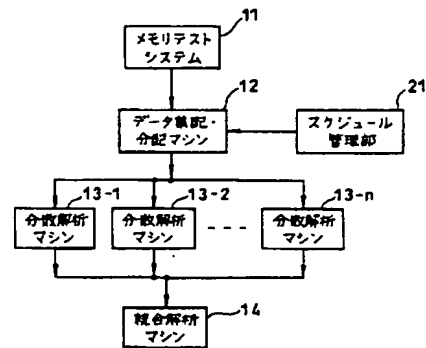 11
メモリテスト
システム
12
21
データ裁配・
分配マシン
スケジュール
管理部
13-1
13-2
13-n
分散解析
マシン
分散解析
マシン
分散解析
マシン
統合解析
マシン
14